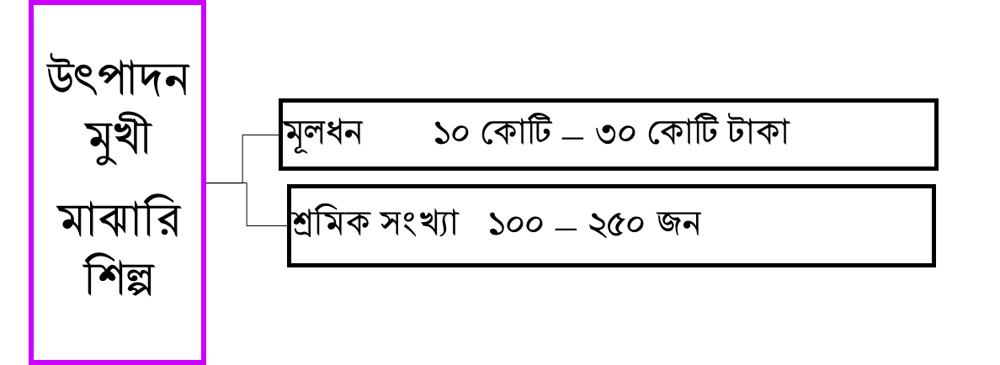 উৎপাদন
মুখী
মাঝারি
শিল্প
মূলধন ১০ কোটি – ৩০ কোটি টাকা
শ্রমিক সংখ্যা ১০০ – ২৫০ জন